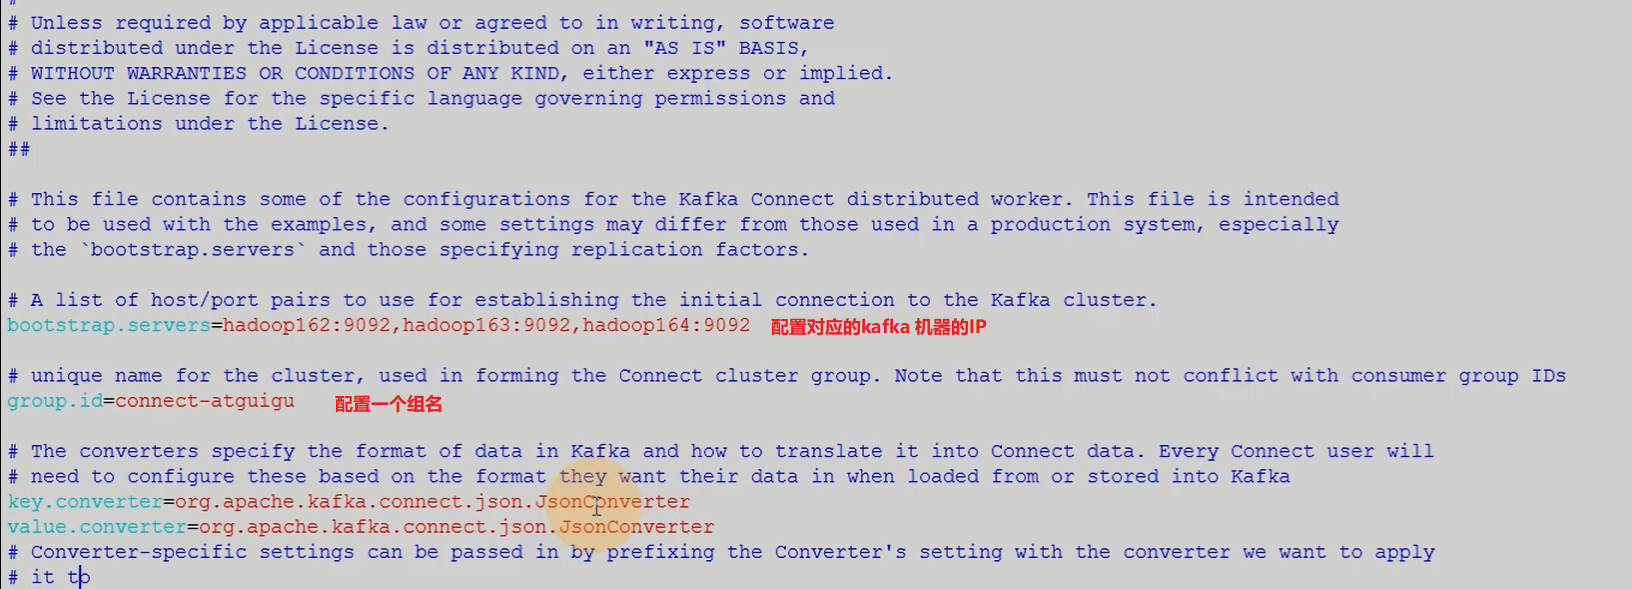 #
# Unless required by applicable law or agreed to in writing, software
# distributed under the License is distributed on an "AS IS" BASIS,
# WITHOUT WARRANTIES OR CONDITIONS OF ANY KIND, either express or implied.
# See the License for the specific language governing permissions and
# limitations under the License.
##
# This file contains some of the configurations for the Kafka Connect distributed worker. This file is intended
# to be used with the examples, and some settings may differ from those used in a production system, especially
# the `bootstrap.servers` and those specifying replication factors.
# A list of host/port pairs to use for establishing the initial connection to the Kafka cluster.
bootstrap.servers=hadoop162:9092,hadoop163:9092,hadoop164:9092 配置对应的kafka 机器的IP
# unique name for the cluster, used in forming the Connect cluster group. Note that this must not conflict with consumer group IDs
group.id=connect-atguigu 配置一个组名
# The converters specify the format of data in Kafka and how to translate it into Connect data. Every Connect user will
# need to configure these based on the format they want their data in when loaded from or stored into Kafka
key.converter=org.apache.kafka.connect.json.JsonConverter
value.converter=org.apache.kafka.connect.json.JsonConverter
# Converter-specific settings can be passed in by prefixing the Converter's setting with the converter we want to apply
# it to